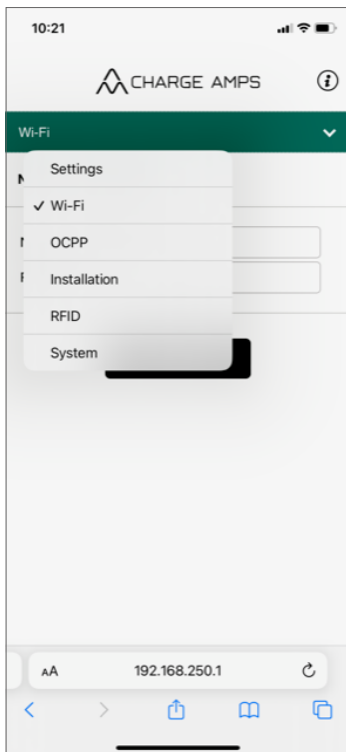 10:21
CHARGE AMPS
Wi-Fi
Settings
✓ Wi-Fi
OCPP
Installation
RFID
System
AA
192.168.250.1